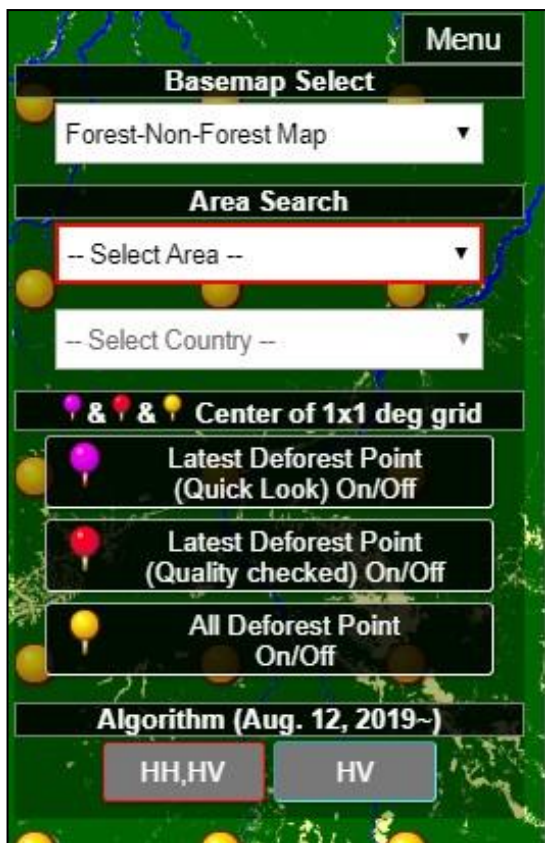 Menu
Basemap Select
Forest-Non-Forest Map
Area Search
-- Select Area --
-- Select Country --
& & Center of 1x1 deg grid
Latest Deforest Point
(Quick Look) On/Off
Latest Deforest Point
(Quality checked) On/Off
All Deforest Point
On/Off
Algorithm (Aug. 12, 2019~)
HH,HV HV